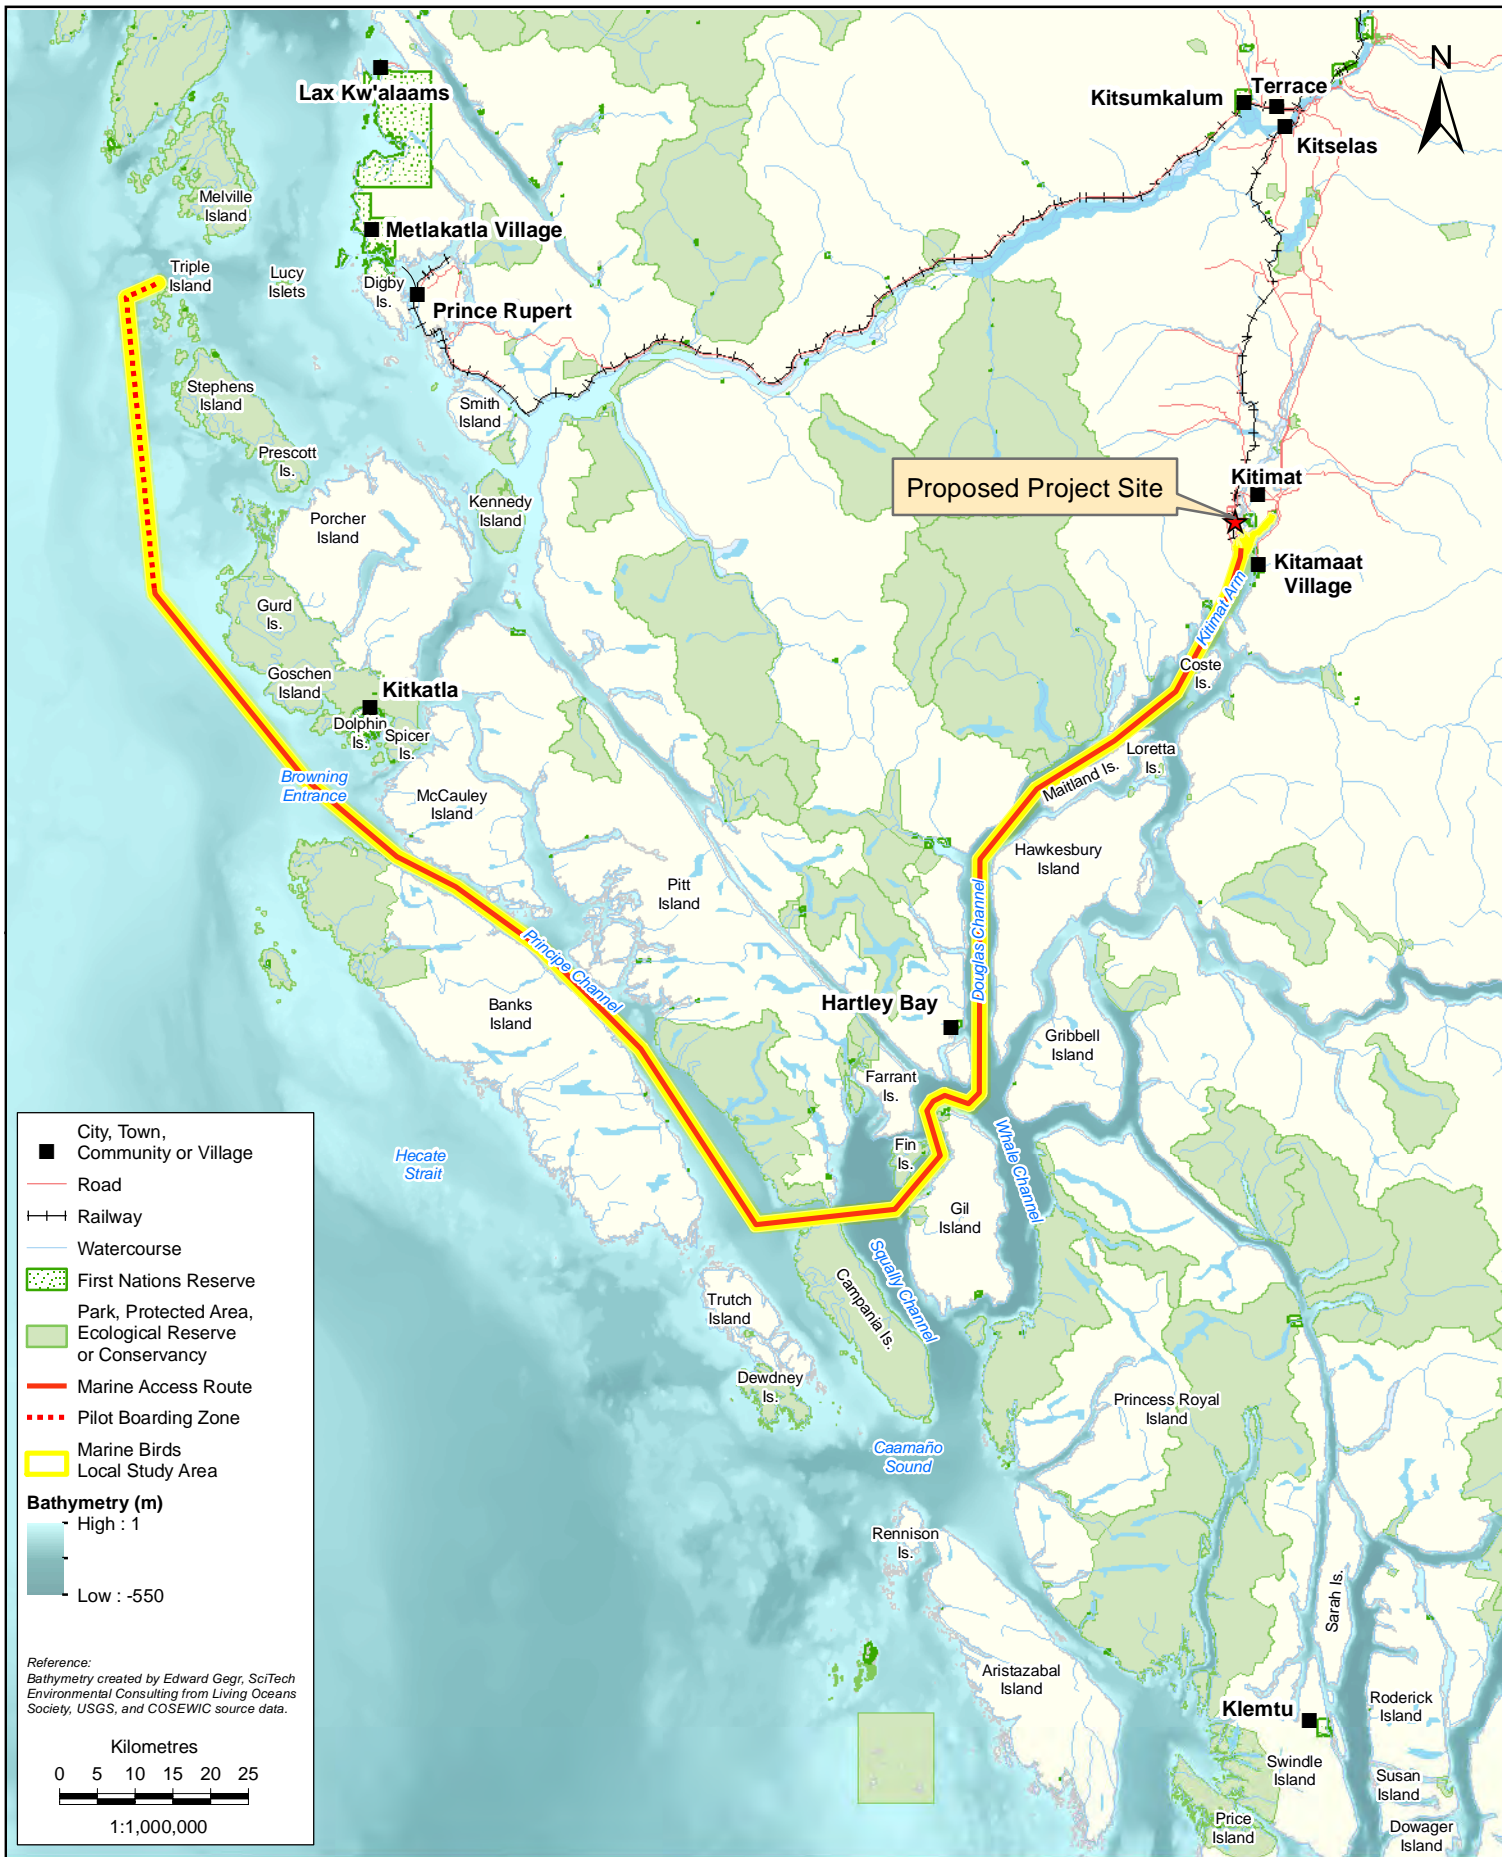 N
Lax Kw'alaams
Kitsumkalum
Terrace
Kitselas
Melville
Island
Metlakatla Village
Triple
Island
Lucy
Islets
Digby
Is.
Prince Rupert
Stephens
Island
Smith
Island
Prescott
Is.
Kennedy
Island
Porcher
Island
Proposed Project Site
Kitimat
Kitamaat
Village
Kitimat Arm
Gurd
Is.
Goschen
Island
Kitkatla
Dolphin
Is.
Spicer
Is.
Coste
Is.
Loretta
Is.
Maitland Is.
Browning
Entrance
McCauley
Island
Hawkesbury
Island
Pitt
Island
Principe Channel
Douglas Channel
Banks
Island
Hartley Bay
Gribbell
Island
Farrant
Is.
Fin
Is.
Whale Channel
Gil
Island
Hecate
Strait
Squally Channel
Campania Is.
Trutch
Island
Dewdney
Is.
Princess Royal
Island
Caamaño
Sound
Rennison
Is.
Sarah Is.
Aristazabal
Island
Klemtu
Roderick
Island
Swindle
Island
Susan
Island
Price
Island
Dowager
Island
City, Town,
Community or Village
Road
Railway
Watercourse
First Nations Reserve
Park, Protected Area,
Ecological Reserve
or Conservancy
Marine Access Route
Pilot Boarding Zone
Marine Birds
Local Study Area
Bathymetry (m)
High : 1
Low : -550
Reference:
Bathymetry created by Edward Gegr, SciTech
Environmental Consulting from Living Oceans
Society, USGS, and COSEWIC source data.
Kilometres
0 5 10 15 20 25
1:1,000,000